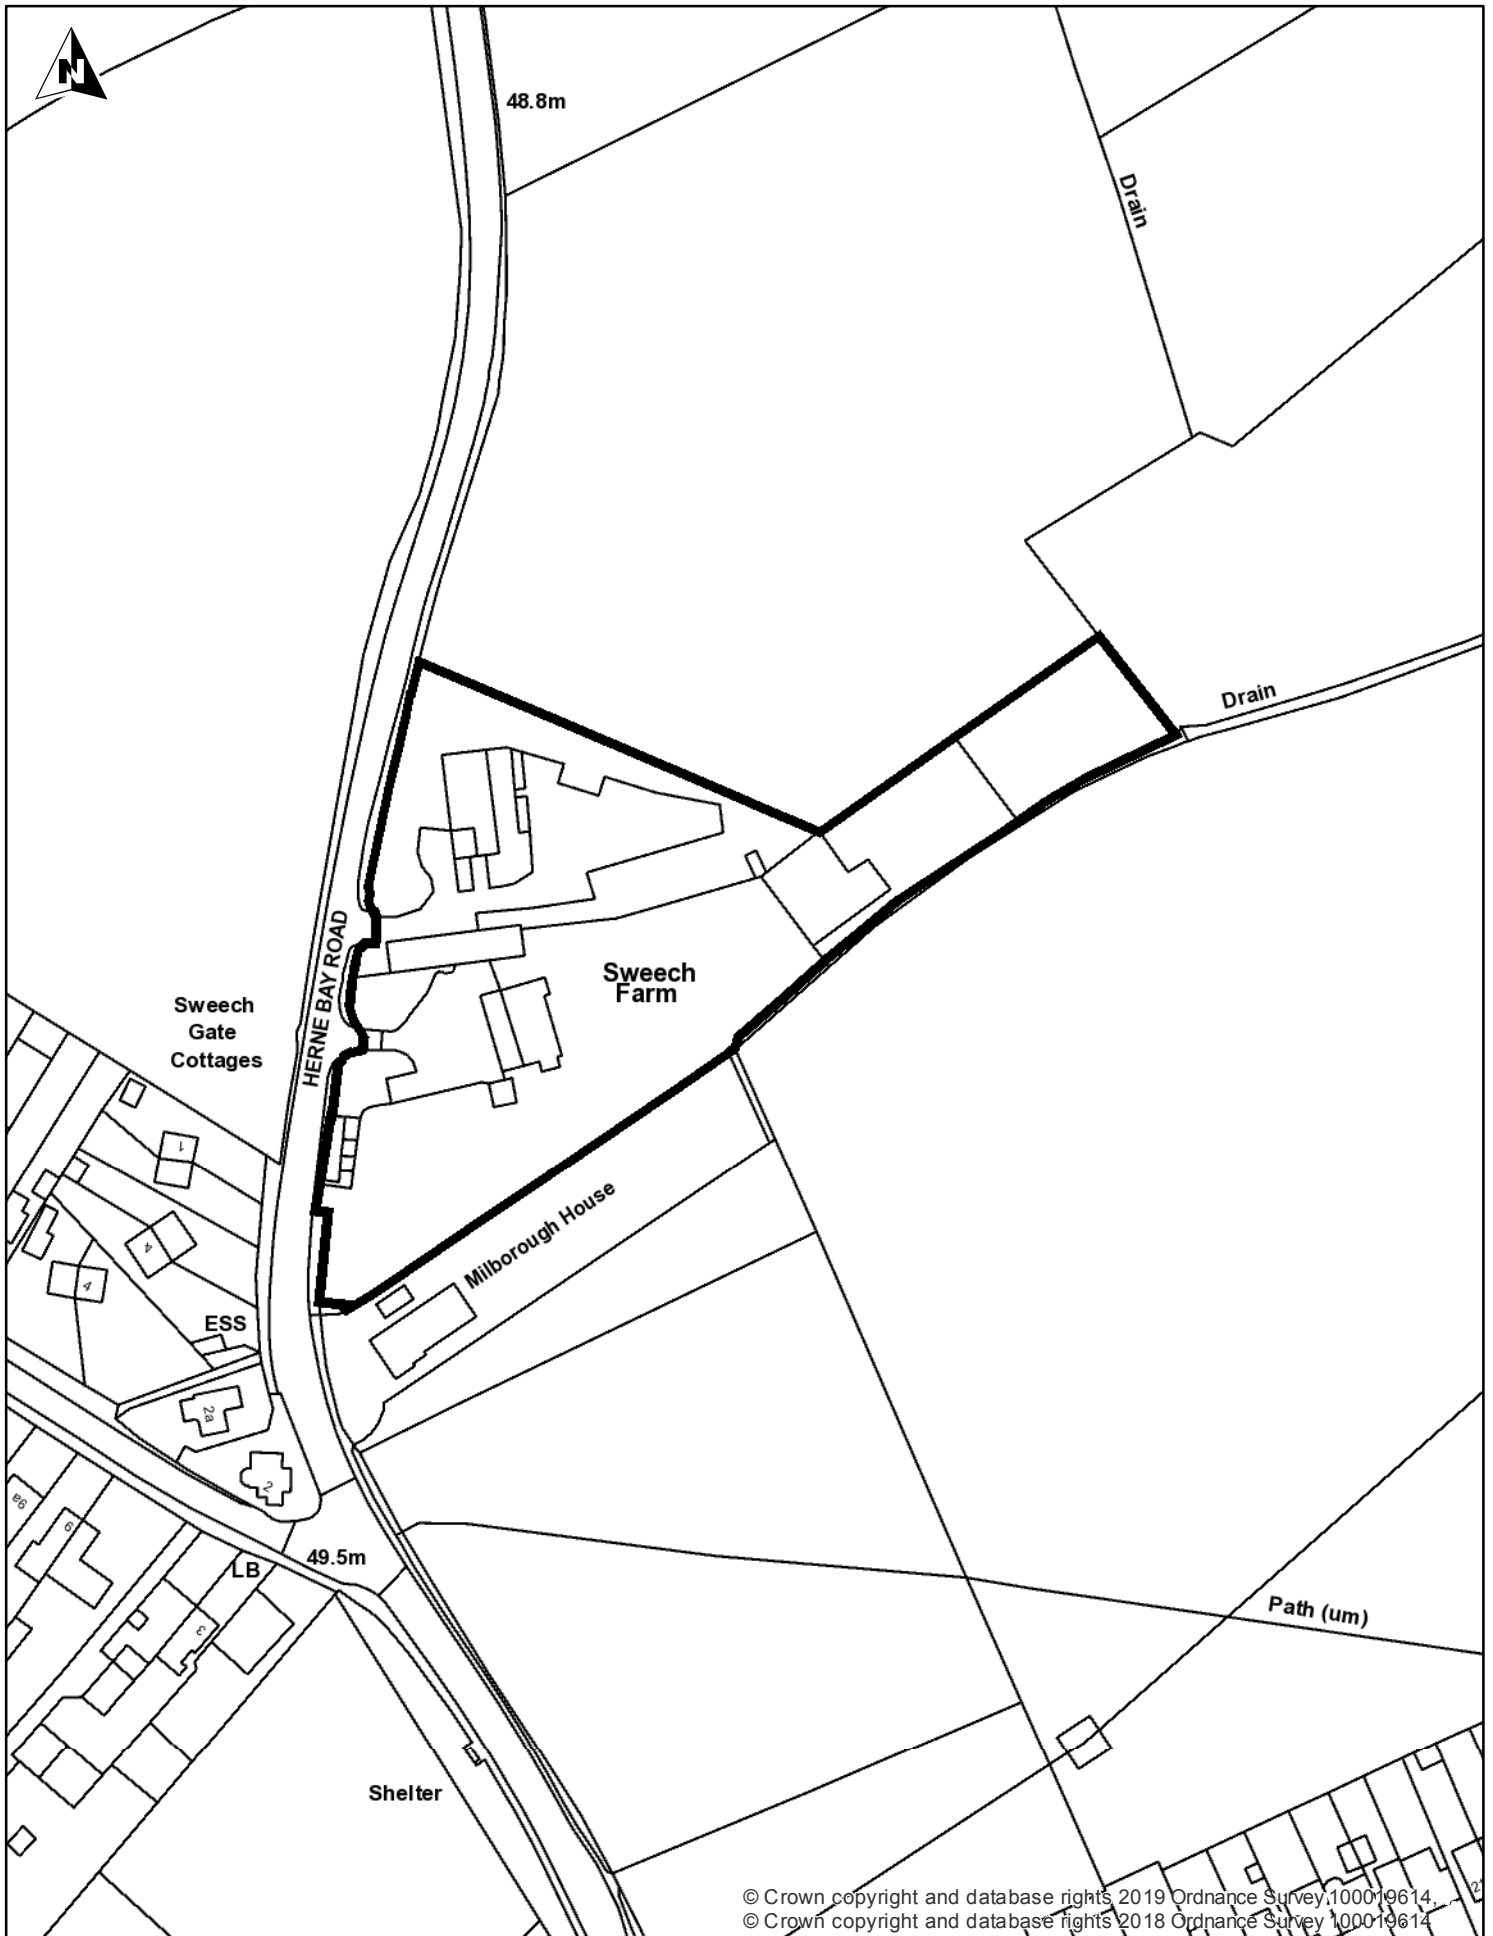 N
48.8m
Drain
Drain
HERNE BAY ROAD
Sweech
Farm
Sweech
Gate
Cottages
1
4
4
Milborough House
ESS
2a
2
9a
9
LB
49.5m
3
Path (um)
Shelter
© Crown copyright and database rights 2019 Ordnance Survey 100019614,
© Crown copyright and database rights 2018 Ordnance Survey 100019614